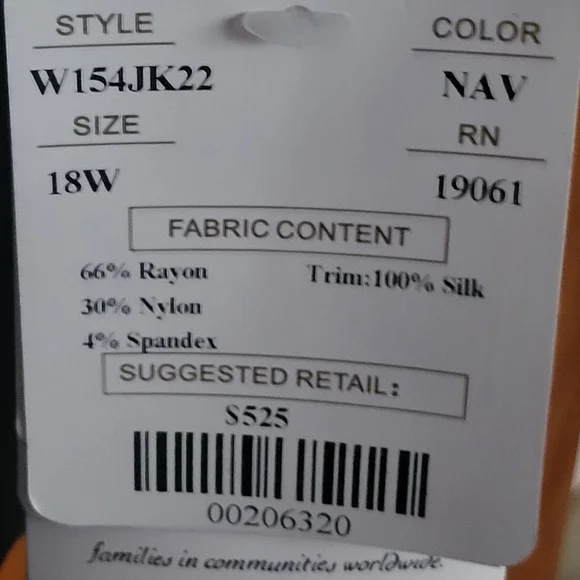 STYLE COLOR
W154JK22 NAV
SIZE RN
18W 19061
FABRIC CONTENT
66% Rayon Trim:100% Silk
30% Nylon
4% Spandex
SUGGESTED RETAIL:
$525
00206320
families in communities worldwide.